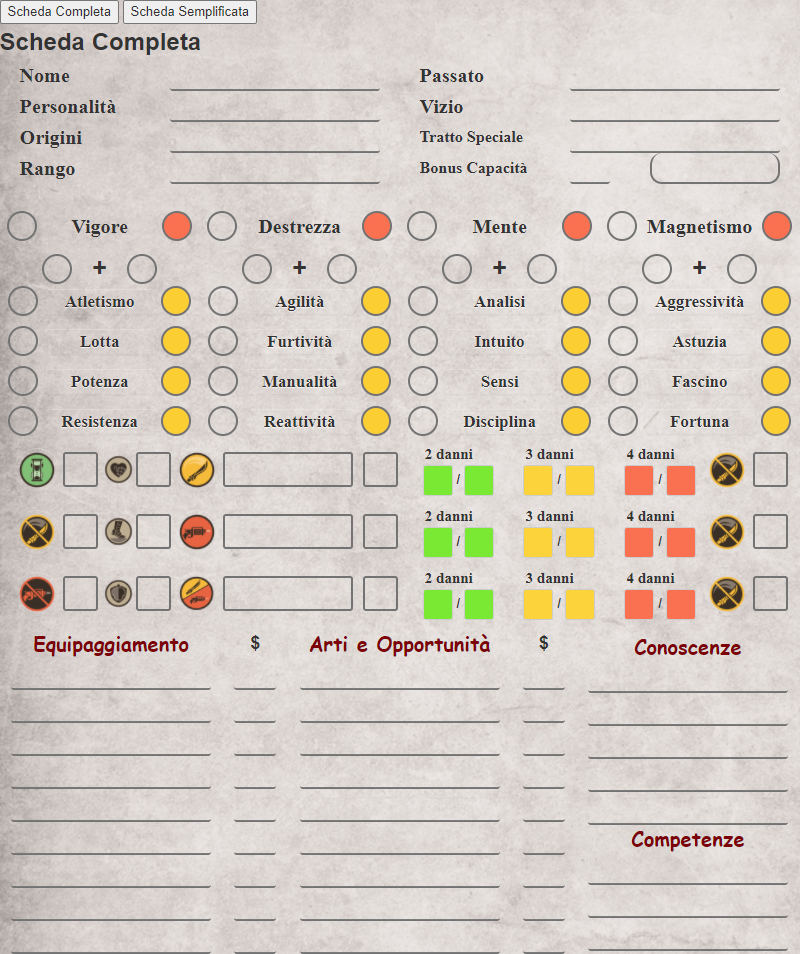 Scheda Completa Scheda Semplificata
Scheda Completa
Nome Passato
Personalità Vizio
Origini Tratto Speciale
Rango Bonus Capacità
Vigore Destrezza Mente Magnetismo
+ + + +
Atletismo Agilità Analisi Aggressività
Lotta Furtività Intuito Astuzia
Potenza Manualità Sensi Fascino
Resistenza Reattività Disciplina Fortuna
2 danni 3 danni 4 danni
/ / /
2 danni 3 danni 4 danni
/ / /
2 danni 3 danni 4 danni
/ / /
Equipaggiamento $ Arti e Opportunità $ Conoscenze
Competenze